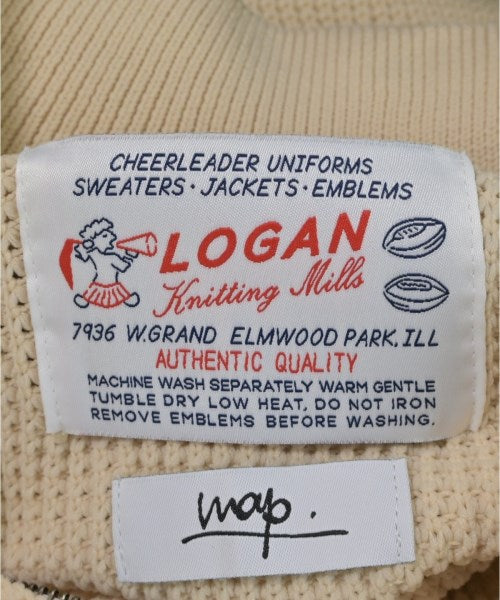 CHEERLEADER UNIFORMS
SWEATERS · JACKETS · EMBLEMS
LOGAN
Knitting Mills
7936 W. GRAND ELMWOOD PARK, ILL
AUTHENTIC QUALITY
MACHINE WASH SEPARATELY WARM GENTLE
TUMBLE DRY LOW HEAT, DO NOT IRON
REMOVE EMBLEMS BEFORE WASHING.
map.